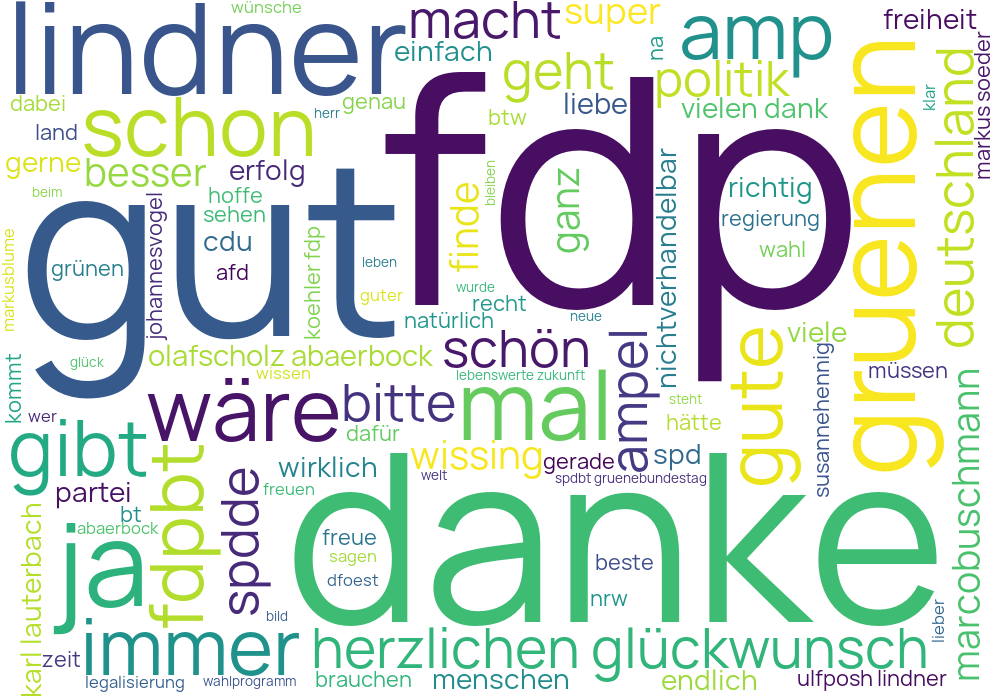 wünsche
lindner
macht
super
freiheit
einfach
na
amp
dabei
genau
geht
politik
klar
markus soeder
herr
liebe
vielen dank
land
schon
btw
gruenen
deutschland
gerne
besser
erfolg
fdp
beim
hoffe
sehen
bleiben
ganz
nichtverhandelbar
richtig
regierung
johannesvogel
gut
cdu
koehler fdp
finde
wahl
markusblume
grünen
afd
leben
guter
wurde
recht
natürlich
neue
ampel
gute
viele
schön
susannehennig
müssen
glück
olafscholz abaerbock
wissen
lebenswerte zukunft
kommt
wäre
bitte
mal
steht
hätte
marcobuschmann
wer
gibt
dafür
wissing
gerade
spd
welt
spdbt gruenebundestag
fdpbt
spdde
wirklich
freuen
partei
bt
abaerbock
danke
karl lauterbach
ja
freue
sagen
dfoest
beste
nrw
bild
lieber
immer
herzlichen glückwunsch
zeit
legalisierung
wahlprogramm
brauchen
menschen
endlich
ulfposh lindner